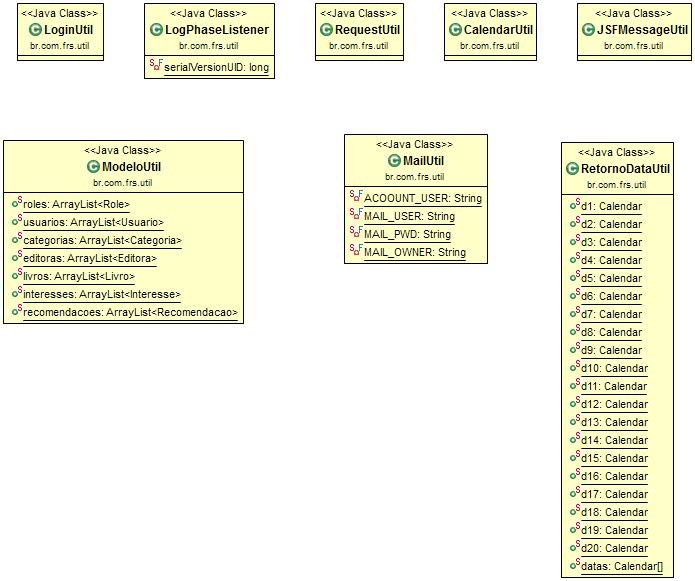 <<Java Class>>
LoginUtil
br.com.frs.util
<<Java Class>>
LogPhaseListener
br.com.frs.util
serialVersionUID: long
<<Java Class>>
RequestUtil
br.com.frs.util
<<Java Class>>
CalendarUtil
br.com.frs.util
<<Java Class>>
JSFMessageUtil
br.com.frs.util
<<Java Class>>
ModeloUtil
br.com.frs.util
roles: ArrayList<Role>
usuarios: ArrayList<Usuario>
categorias: ArrayList<Categoria>
editoras: ArrayList<Editora>
livros: ArrayList<Livro>
interesses: ArrayList<Interesse>
recomendacoes: ArrayList<Recomendacao>
<<Java Class>>
MailUtil
br.com.frs.util
ACOOUNT_USER: String
MAIL_USER: String
MAIL_PWD: String
MAIL_OWNER: String
<<Java Class>>
RetornoDataUtil
br.com.frs.util
d1: Calendar
d2: Calendar
d3: Calendar
d4: Calendar
d5: Calendar
d6: Calendar
d7: Calendar
d8: Calendar
d9: Calendar
d10: Calendar
d11: Calendar
d12: Calendar
d13: Calendar
d14: Calendar
d15: Calendar
d16: Calendar
d17: Calendar
d18: Calendar
d19: Calendar
d20: Calendar
datas: Calendar[]